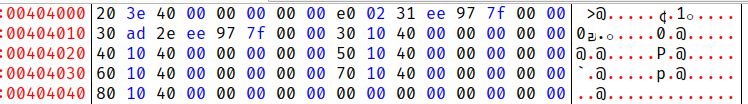 :00404000 20 3e 40 00 00 00 00 00 e0 02 31 ee 97 7f 00 00 >@.....¢.1.....
:00404010 30 ad 2e ee 97 7f 00 00 30 10 40 00 00 00 00 00 0 0.@.....
:00404020 40 10 40 00 00 00 00 00 50 10 40 00 00 00 00 00 @.@.....P.@.....
:00404030 60 10 40 00 00 00 00 00 70 10 40 00 00 00 00 00 `.@.....p.@.....
:00404040 80 10 40 00 00 00 00 00 00 00 00 00 00 00 00 00 ..@.............